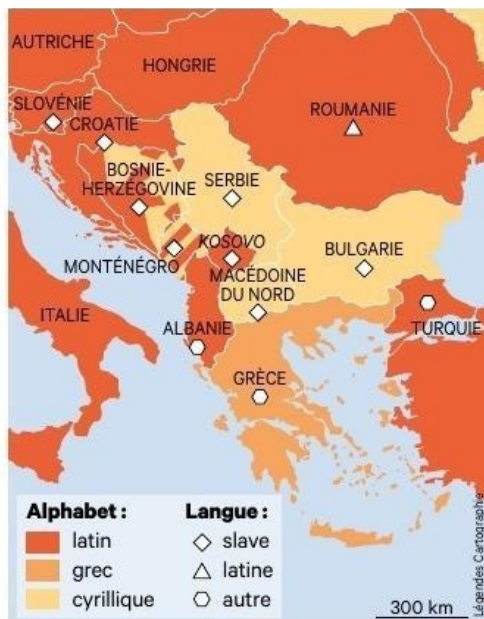 AUTRICHE
HONGRIE
SLOVÉNIE
CROATIE
ROUMANIE
BOSNIE-
HERZÉGOVINE
SERBIE
KOSOVO
BULGARIE
MONTÉNÉGRO
MACÉDOINE
DU NORD
ITALIE
ALBANIE
TURQUIE
GRÈCE
Alphabet :
latin
grec
cyrillique
Langue :
slave
latine
autre
300 km
Légendes Cartographie